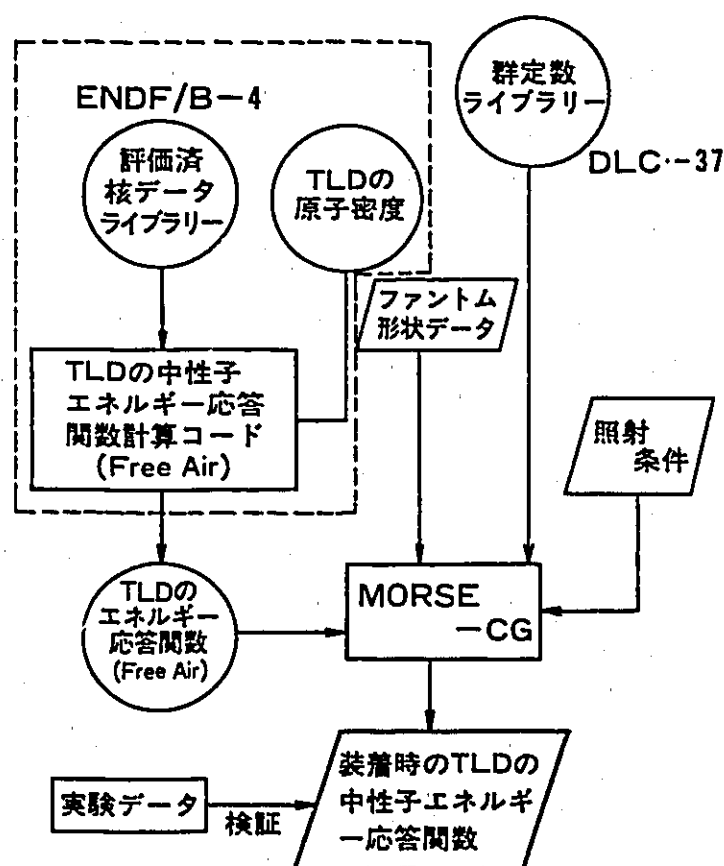 ENDF/B-4
評価済
核データ
ライブラリー
TLDの
原子密度
群定数
ライブラリー
DLC-37
ファントム
形状データ
TLDの中性子
エネルギー応答
関数計算コード
(Free Air)
照射
条件
TLDの
エネルギー
応答関数
(Free Air)
MORSE
-CG
実験データ
検証
装着時のTLDの
中性子エネルギ
ー応答関数